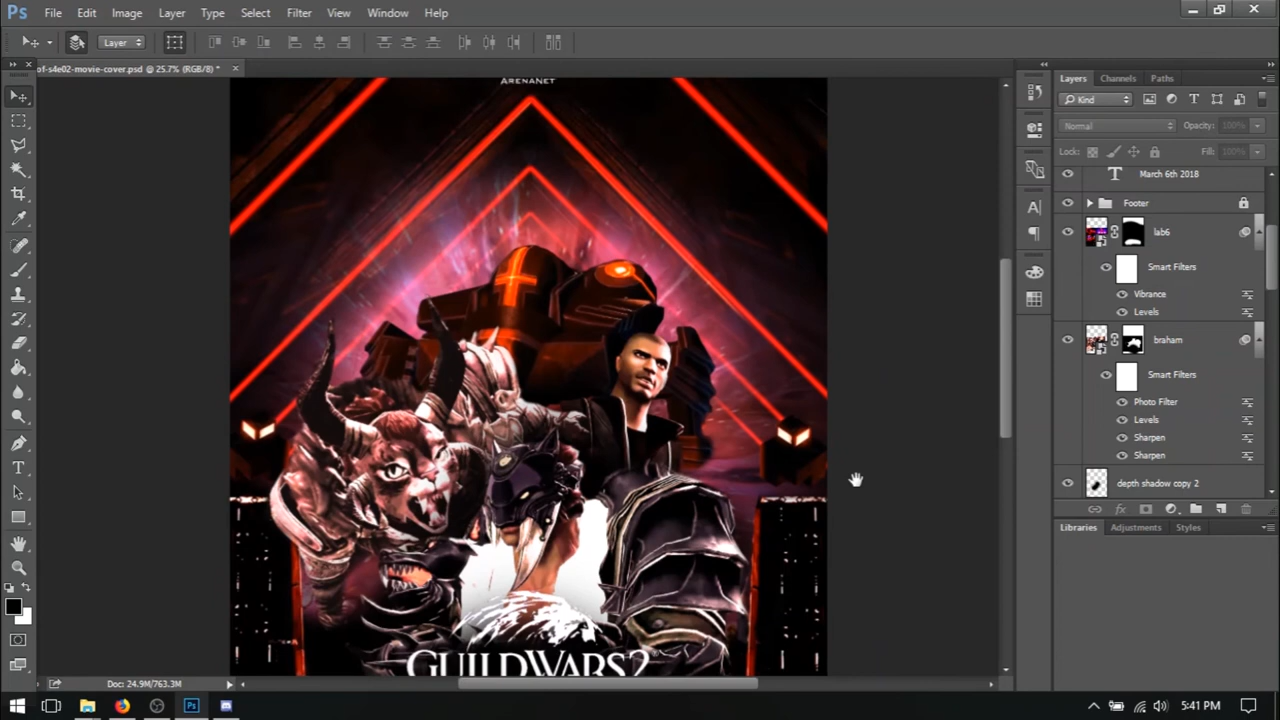 Ps File Edit Image Layer Type Select Filter View Window Help
Layer
of-s4e02-movie-cover.psd @ 25.7% (RGB/8) *
ARENANET
GUILDWARS2
Layers Channels Paths
Kind
Normal Opacity: 100%
Lock: Fill: 100%
T March 6th 2018
Footer
lab6
Smart Filters
Vibrance
Levels
braham
Smart Filters
Photo Filter
Levels
Sharpen
Sharpen
depth shadow copy 2
Libraries Adjustments Styles
Doc: 24.9M/763.3M
5:41 PM